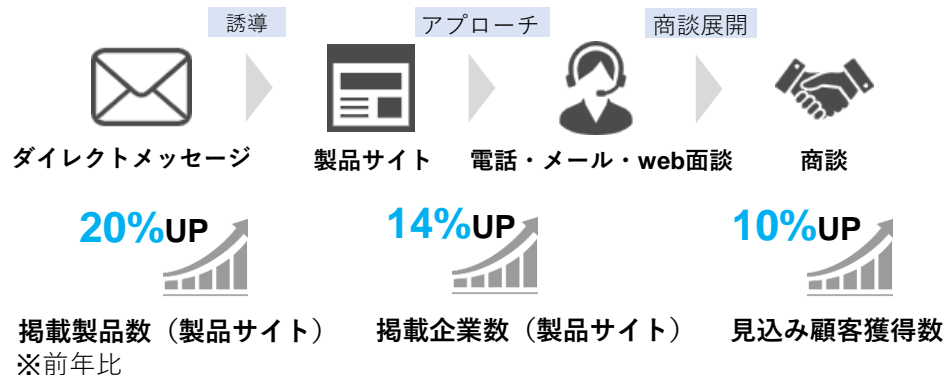 誘導
アプローチ
商談展開
ダイレクトメッセージ
製品サイト
電話・メール・web面談
商談
20%UP
14%UP
10%UP
掲載製品数（製品サイト）
掲載企業数（製品サイト）
見込み顧客獲得数
※前年比